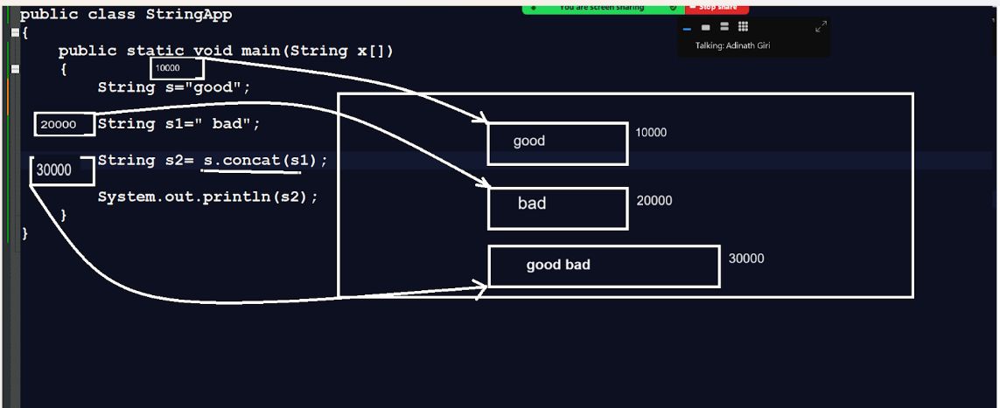 public class StringApp
You are screen sharing
Stop share
{
public static void main(String x[])
Talking: Adinath Giri
{
10000
String s="good";
20000
String s1=" bad";
good
10000
30000
String s2= s.concat(s1);
System.out.println(s2);
bad
20000
}
}
good bad
30000